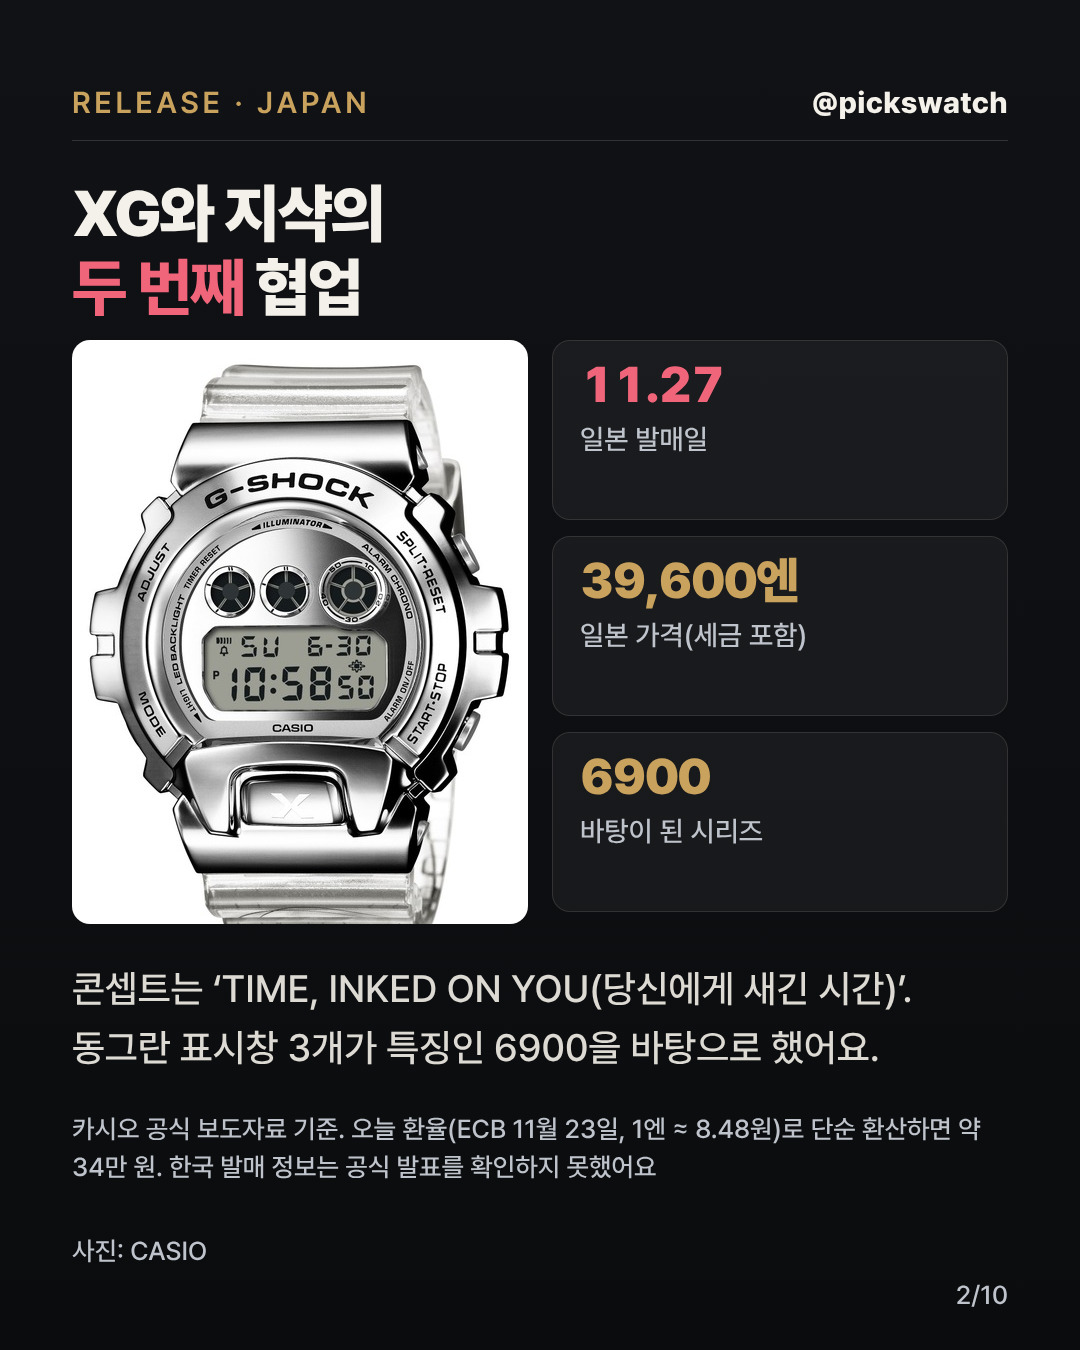 RELEASE · JAPAN
@pickswatch
XG와 지샥의
두 번째 협업
G-SHOCK
ILLUMINATOR
ADJUST
TIMER RESET
ALARM CHRONO
SPLIT·RESET
LED BACKLIGHT
LIGHT
50
10
20
30
40
SU 6-30
P 10:58 50
MODE
ALARM ON/OFF
START·STOP
CASIO
X
11.27
일본 발매일
39,600엔
일본 가격(세금 포함)
6900
바탕이 된 시리즈
콘셉트는 ‘TIME, INKED ON YOU(당신에게 새긴 시간)’.
동그란 표시창 3개가 특징인 6900을 바탕으로 했어요.
카시오 공식 보도자료 기준. 오늘 환율(ECB 11월 23일, 1엔 ≈ 8.48원)로 단순 환산하면 약
34만 원. 한국 발매 정보는 공식 발표를 확인하지 못했어요
사진: CASIO
2/10